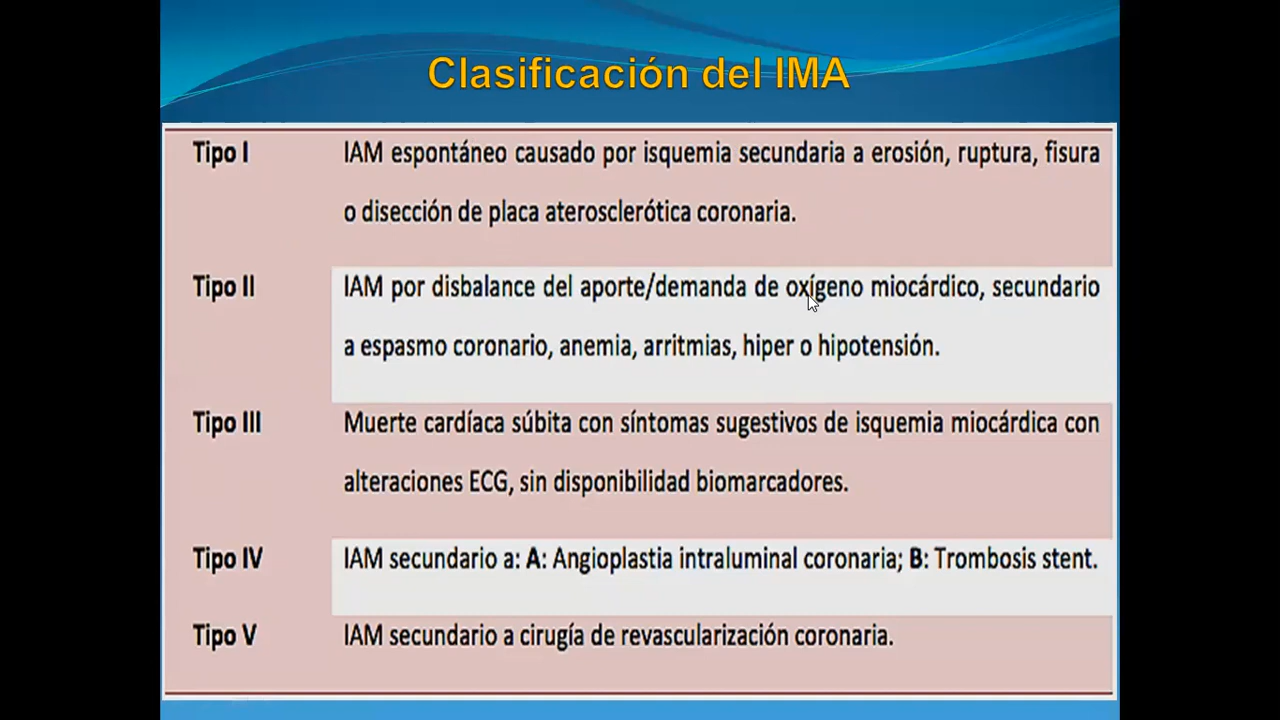 Clasificación del IMA
Tipo I IAM espontáneo causado por isquemia secundaria a erosión, ruptura, fisura
o disección de placa aterosclerótica coronaria.
Tipo II IAM por disbalance del aporte/demanda de oxígeno miocárdico, secundario
a espasmo coronario, anemia, arritmias, hiper o hipotensión.
Tipo III Muerte cardíaca súbita con síntomas sugestivos de isquemia miocárdica con
alteraciones ECG, sin disponibilidad biomarcadores.
Tipo IV IAM secundario a: A: Angioplastia intraluminal coronaria; B: Trombosis stent.
Tipo V IAM secundario a cirugía de revascularización coronaria.